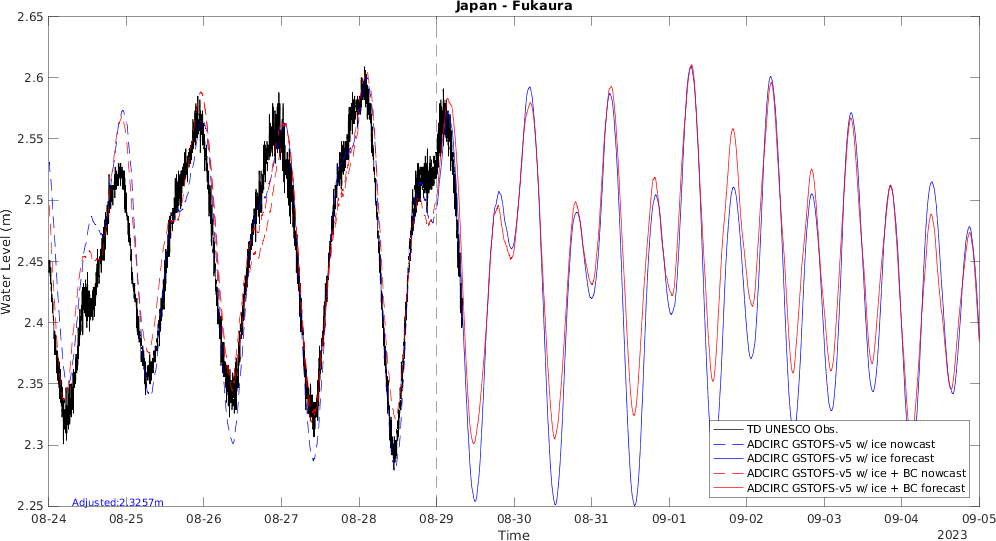 Japan - Fukaura
2.65
2.6
2.55
2.5
2.45
2.4
2.35
2.3
2.25
Water Level (m)
Adjusted:2.3257m
TD UNESCO Obs.
ADCIRC GSTOFS-v5 w/ ice nowcast
ADCIRC GSTOFS-v5 w/ ice forecast
ADCIRC GSTOFS-v5 w/ ice + BC nowcast
ADCIRC GSTOFS-v5 w/ ice + BC forecast
08-24 08-25 08-26 08-27 08-28 08-29 08-30 08-31 09-01 09-02 09-03 09-04 09-05
Time
2023